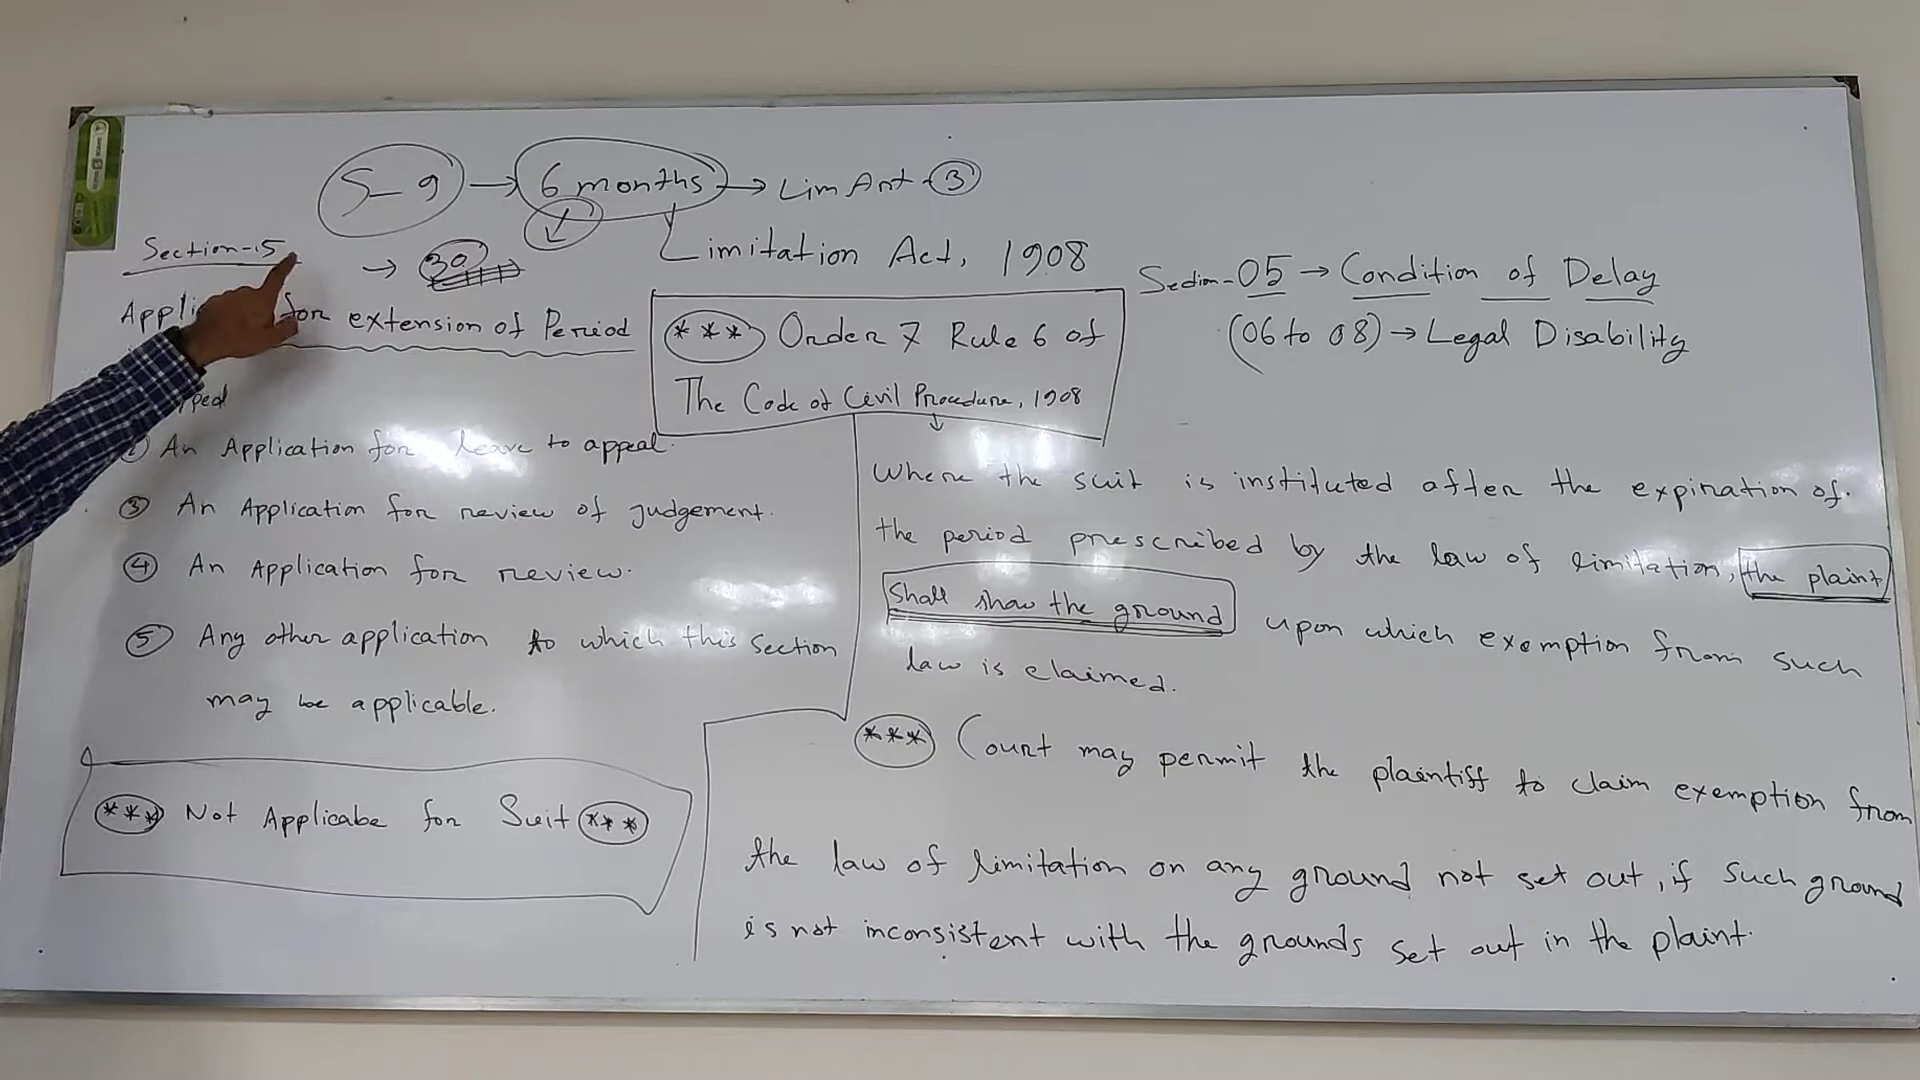 S-9 → 6 months → Lim Art-③
Limitation Act, 1908
Section-5
→ 30
for extension of Period
② An Application for leave to appeal.
③ An Application for review of judgement.
④ An Application for review.
⑤ Any other application to which this section
may be applicable.
*** Not Applicabe for Suit ***
*** Order 7 Rule 6 of
The Code of Civil Procedure, 1908
Section-05 → Condition of Delay
(06 to 08) → Legal Disability
Where the suit is instituted after the expiration of
the period prescribed by the law of limitation, the plaint
Shall show the ground upon which exemption from such
law is claimed.
*** Court may permit the plaintiff to claim exemption from
the law of limitation on any ground not set out, if such ground
is not inconsistent with the grounds set out in the plaint.